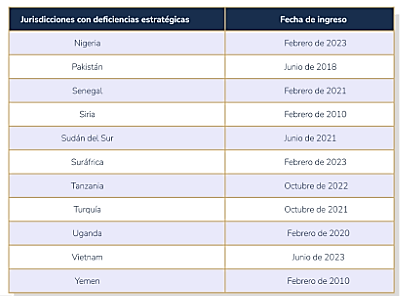 Jurisdicciones con deficiencias estratégicas Fecha de ingreso
Nigeria Febrero de 2023
Pakistán Junio de 2018
Senegal Febrero de 2021
Siria Febrero de 2010
Sudán del Sur Junio de 2021
Suráfrica Febrero de 2023
Tanzania Octubre de 2022
Turquía Octubre de 2021
Uganda Febrero de 2020
Vietnam Junio de 2023
Yemen Febrero de 2010